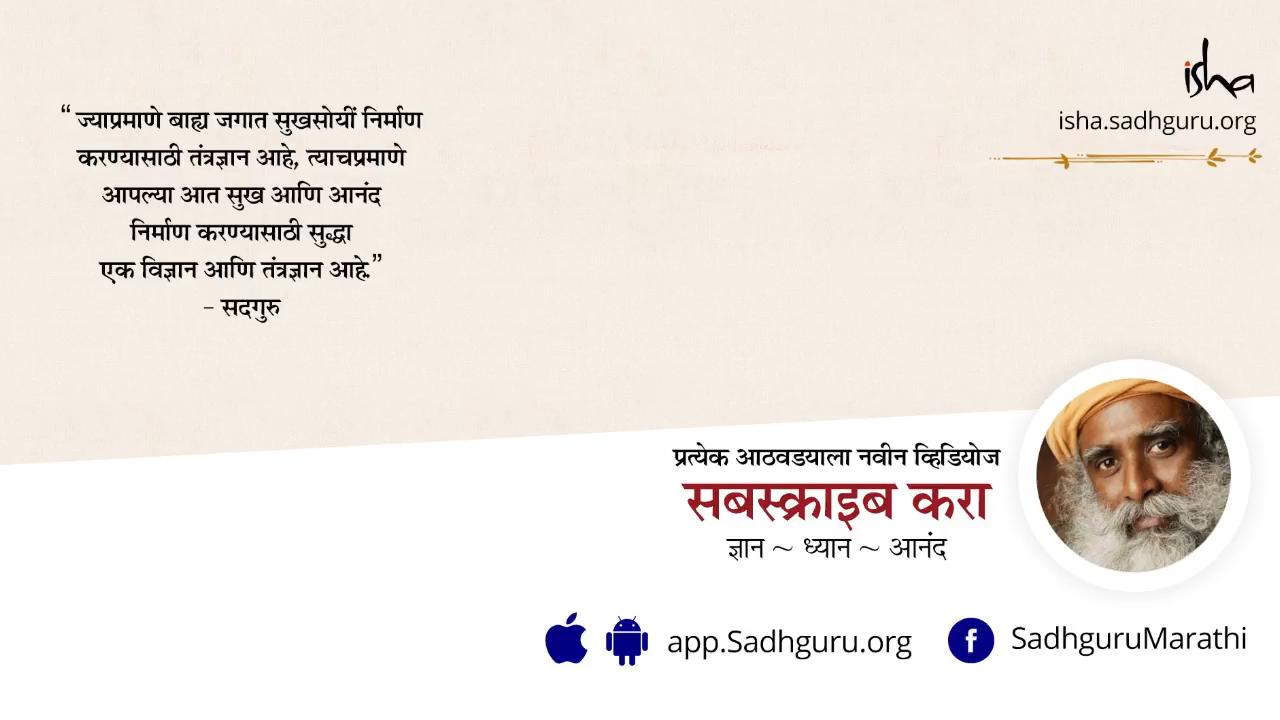 “ ज्याप्रमाणे बाह्य जगात सुखसोयीं निर्माण
करण्यासाठी तंत्रज्ञान आहे, त्याचप्रमाणे
आपल्या आत सुख आणि आनंद
निर्माण करण्यासाठी सुद्धा
एक विज्ञान आणि तंत्रज्ञान आहे.”
- सदगुरु
isha
isha.sadhguru.org
प्रत्येक आठवडयाला नवीन व्हिडियोज
सबस्क्राइब करा
ज्ञान ~ ध्यान ~ आनंद
app.Sadhguru.org
SadhguruMarathi